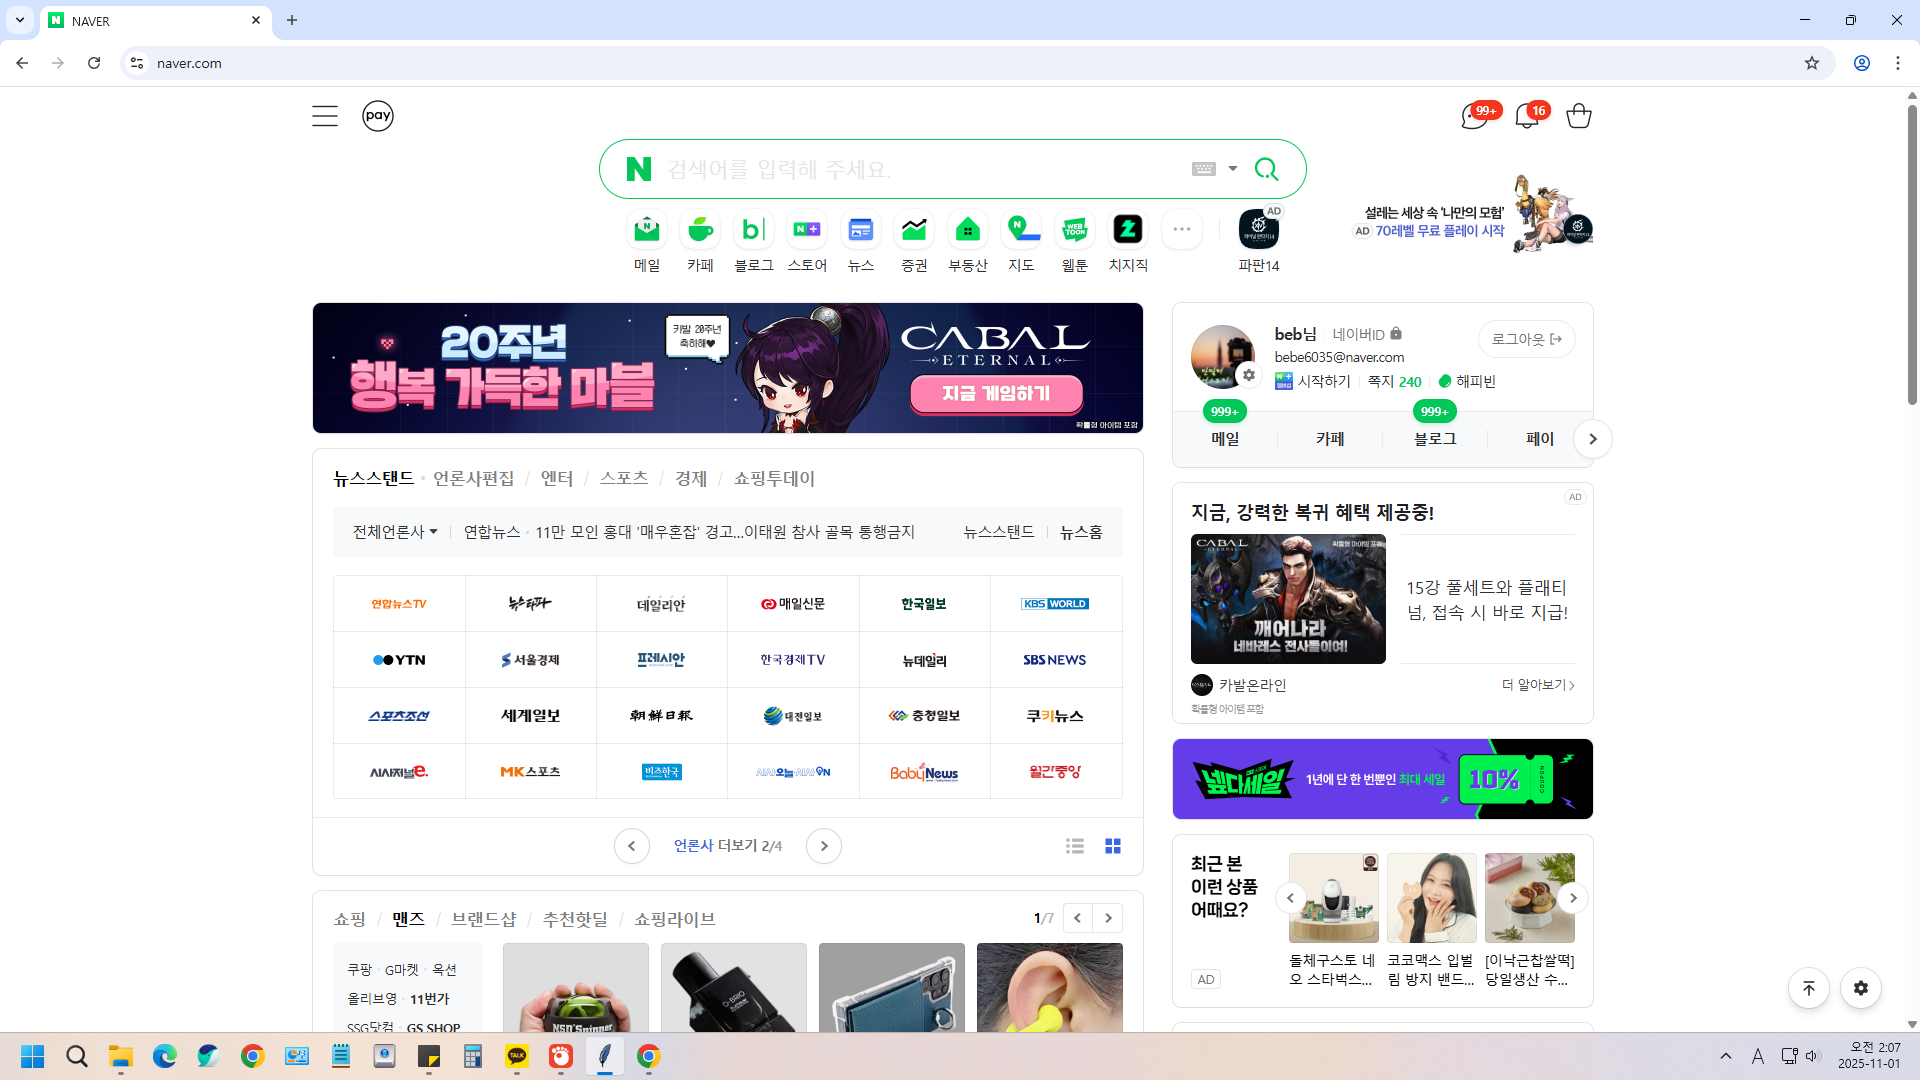 NAVER
naver.com
pay
99+
16
검색어를 입력해 주세요.
메일
카페
블로그
스토어
뉴스
증권
부동산
지도
웹툰
치지직
AD
파판14
설레는 세상 속 '나만의 모험'
AD 70레벨 무료 플레이 시작
20주년
행복 가득한 마블
카발 20주년
축하해♥
CABAL
ETERNAL
지금 게임하기
확률형 아이템 포함
beb님 네이버ID
로그아웃
bebe6035@naver.com
시작하기 쪽지 240 해피빈
999+
999+
메일 카페 블로그 페이
뉴스스탠드 · 언론사편집 / 엔터 / 스포츠 / 경제 / 쇼핑투데이
전체언론사 연합뉴스 · 11만 모인 홍대 '매우혼잡' 경고...이태원 참사 골목 통행금지 뉴스스탠드 뉴스홈
연합뉴스TV 뉴스타파 데일리안 매일신문 한국일보 KBS WORLD
YTN 서울경제 프레시안 한국경제TV 뉴데일리 SBS NEWS
스포츠조선 세계일보 朝鮮日報 대전일보 충청일보 쿠키뉴스
시사저널e. MK스포츠 비즈한국 시사오늘·시사ON BabyNews 월간중앙
언론사 더보기 2/4
AD
지금, 강력한 복귀 혜택 제공중!
CABAL
ETERNAL
확률형 아이템 포함
깨어나라
네바레스 전사들이여!
15강 풀세트와 플래티
넘, 접속 시 바로 지급!
카발온라인
더 알아보기
확률형 아이템 포함
넾다세일
1년에 단 한 번뿐인 최대 세일
10%
COUPON
최근 본
이런 상품
어때요?
AD
돌체구스토 네
오 스타벅스...
코코맥스 입벌
림 방지 밴드...
[이낙근찹쌀떡]
당일생산 수...
쇼핑 / 맨즈 / 브랜드샵 / 추천핫딜 / 쇼핑라이브
1/7
쿠팡 · G마켓 · 옥션
올리브영 · 11번가
SSG닷컴 · GS SHOP
NSD Spinner
D·BRIO
TALK
A
오전 2:07
2025-11-01